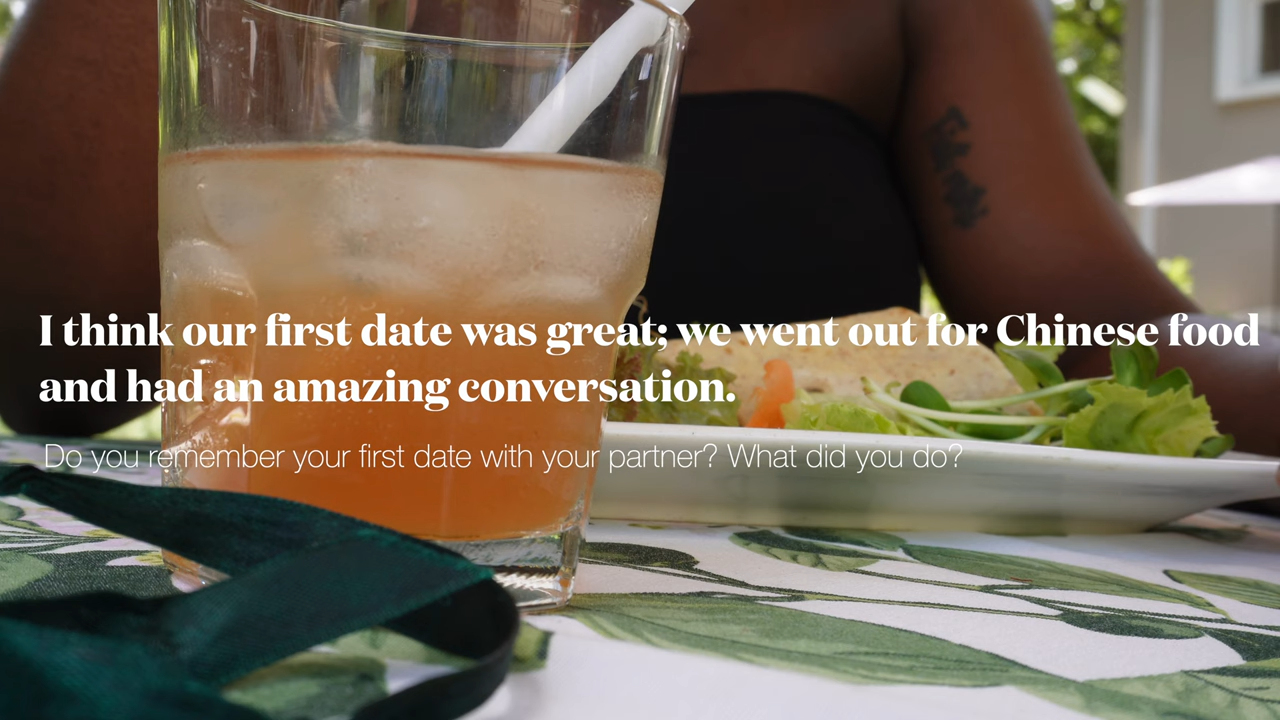 I think our first date was great; we went out for Chinese food
and had an amazing conversation.
Do you remember your first date with your partner? What did you do?